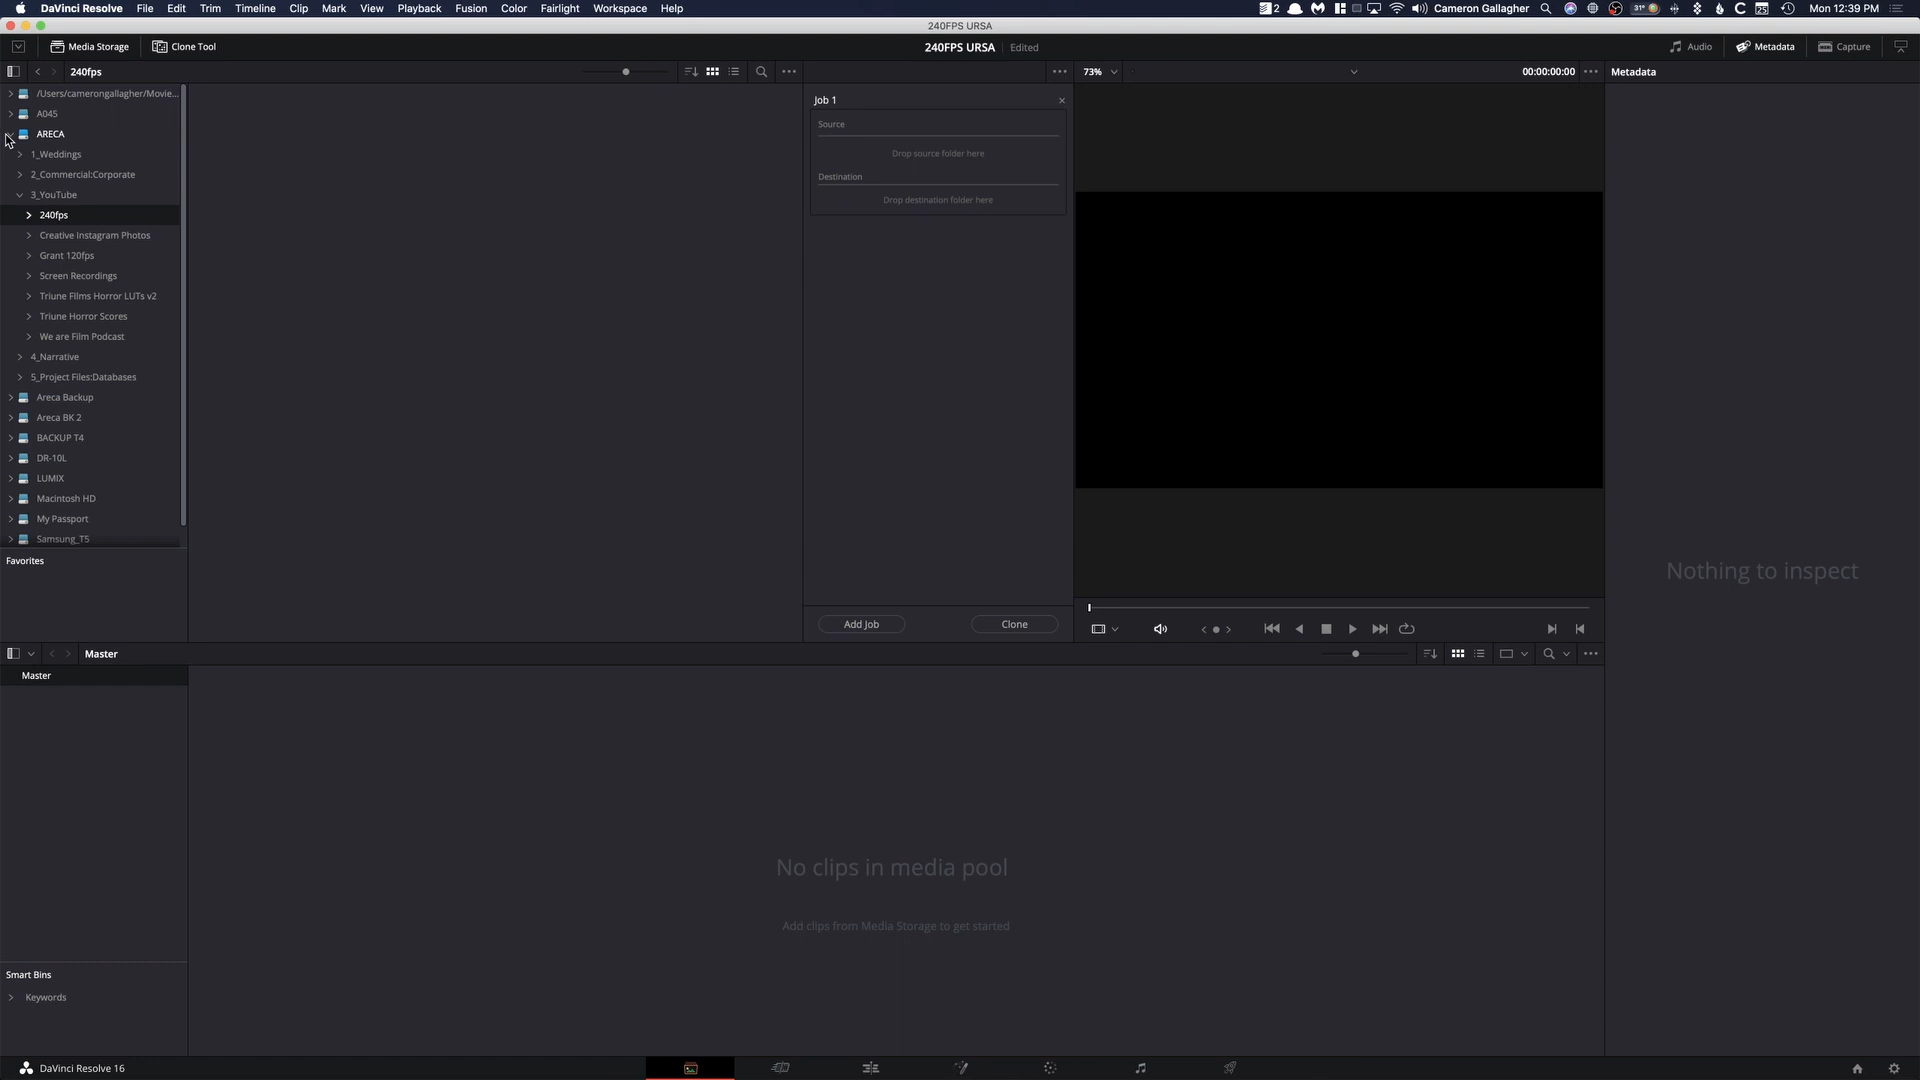 DaVinci Resolve File Edit Trim Timeline Clip Mark View Playback Fusion Color Fairlight Workspace Help 2 31° 25 Cameron Gallagher Mon 12:39 PM
240FPS URSA
Media Storage Clone Tool 240FPS URSA Edited Audio Metadata Capture
240fps 73% 00:00:00:00 Metadata
/Users/camerongallagher/Movie...
A045
ARECA
1_Weddings
2_Commercial:Corporate
3_YouTube
240fps
Creative Instagram Photos
Grant 120fps
Screen Recordings
Triune FIlms Horror LUTs v2
Triune Horror Scores
We are Film Podcast
4_Narrative
5_Project Files:Databases
Areca Backup
Areca BK 2
BACKUP T4
DR-10L
LUMIX
Macintosh HD
My Passport
Samsung_T5
Favorites
Job 1
Source
Drop source folder here
Destination
Drop destination folder here
Add Job Clone
Nothing to inspect
Master
Master
No clips in media pool
Add clips from Media Storage to get started
Smart Bins
Keywords
DaVinci Resolve 16